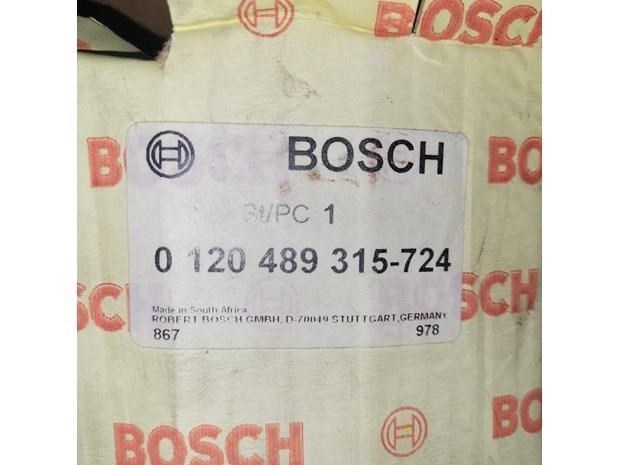 BOSCH
BOSCH
St/PC 1
0 120 489 315-724
Made in South Africa
ROBERT BOSCH GMBH, D-70049 STUTTGART,GERMANY
867 978
BOSCH